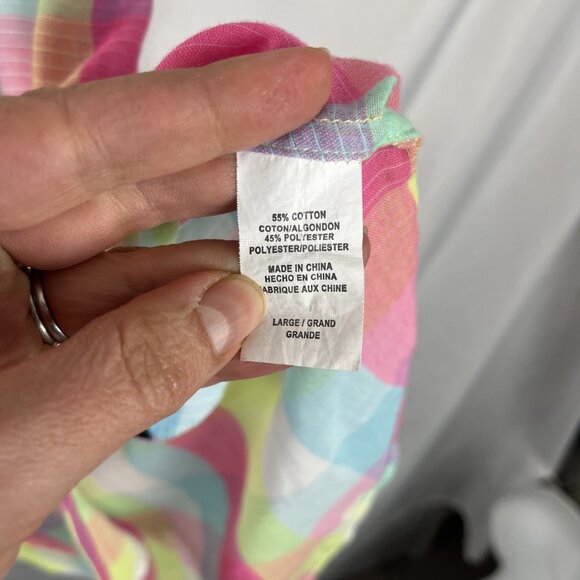 55% COTTON
COTON/ALGONDON
45% POLYESTER
POLYESTER/POLIESTER
MADE IN CHINA
HECHO EN CHINA
FABRIQUE AUX CHINE
LARGE / GRAND
GRANDE